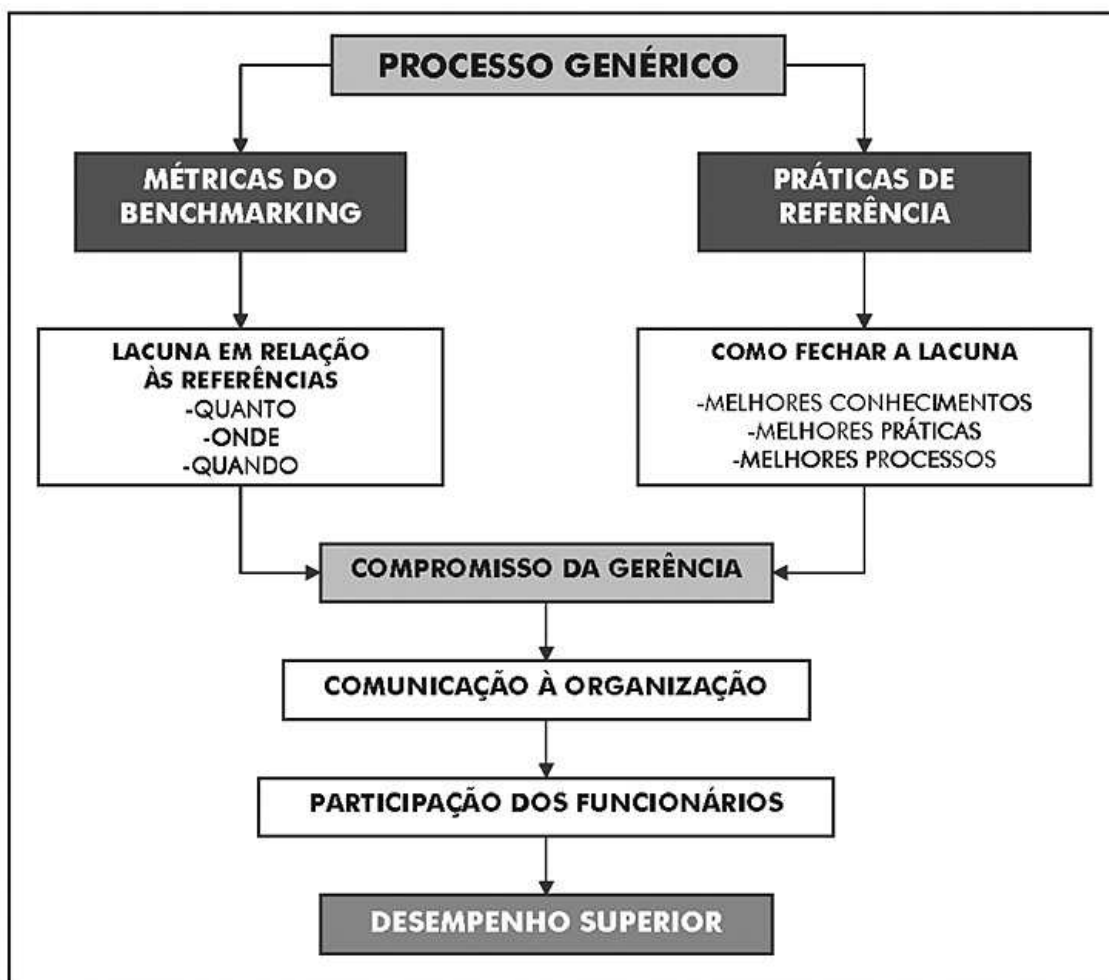 PROCESSO GENÉRICO
MÉTRICAS DO
BENCHMARKING
PRÁTICAS DE
REFERÊNCIA
LACUNA EM RELAÇÃO
ÀS REFERÊNCIAS
-QUANTO
-ONDE
-QUANDO
COMO FECHAR A LACUNA
-MELHORES CONHECIMENTOS
-MELHORES PRÁTICAS
-MELHORES PROCESSOS
COMPROMISSO DA GERÊNCIA
COMUNICAÇÃO À ORGANIZAÇÃO
PARTICIPAÇÃO DOS FUNCIONÁRIOS
DESEMPENHO SUPERIOR